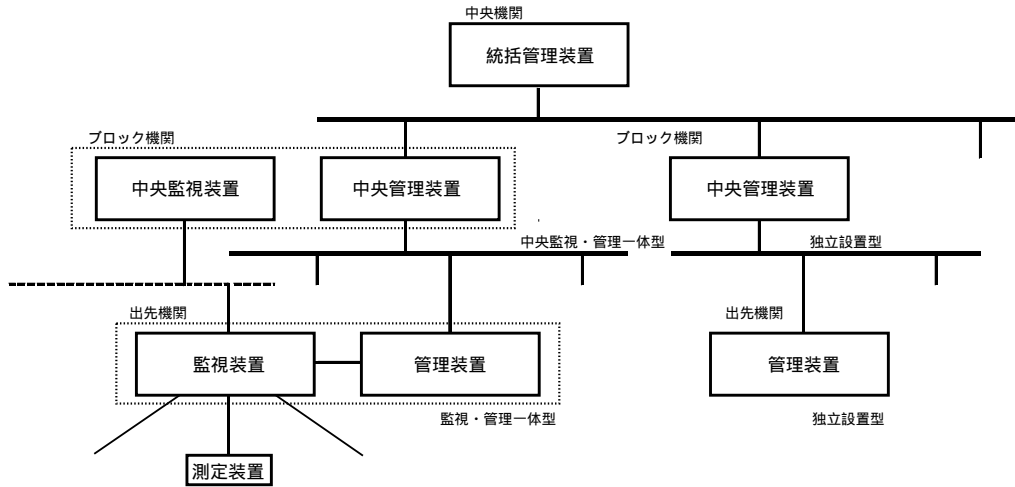 中央機関
統括管理装置
ブロック機関
ブロック機関
中央監視装置
中央管理装置
中央管理装置
中央監視・管理一体型
独立設置型
出先機関
出先機関
監視装置
管理装置
管理装置
監視・管理一体型
独立設置型
測定装置